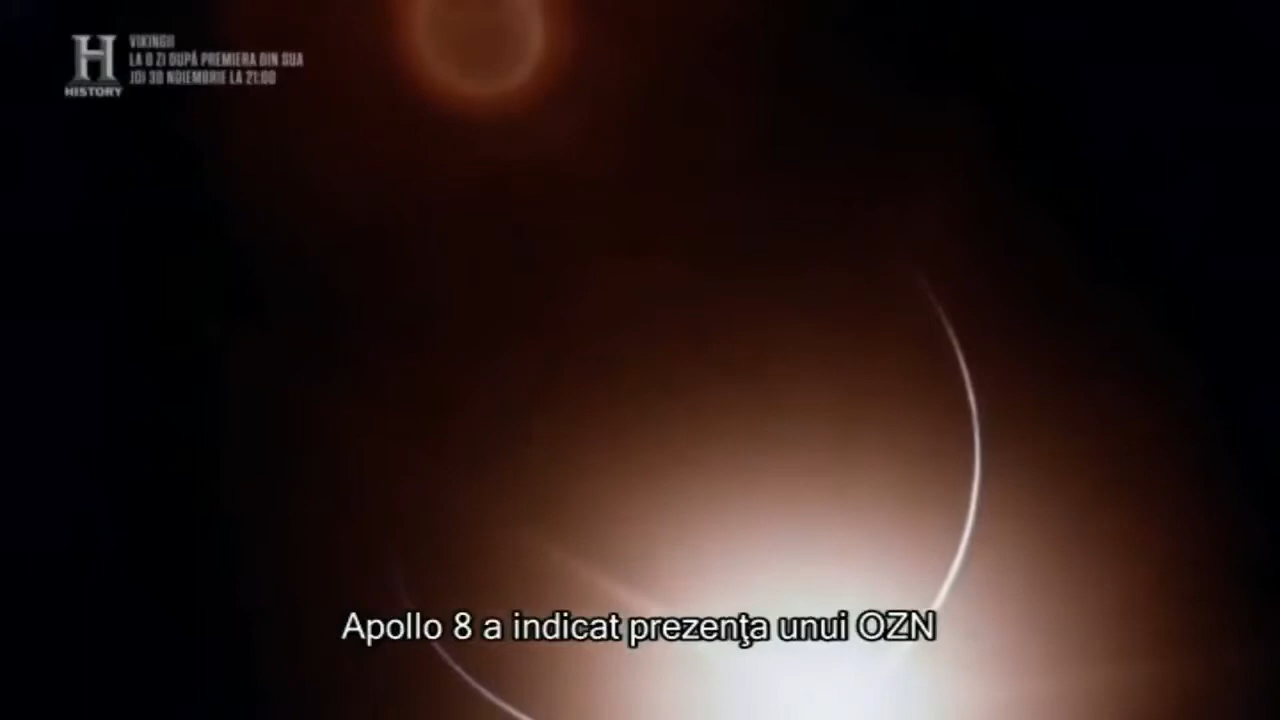 VIKINGII
LA O ZI DUPĂ PREMIERA DIN SUA
JOI 30 NOIEMBRIE LA 21:00
HISTORY
Apollo 8 a indicat prezenţa unui OZN